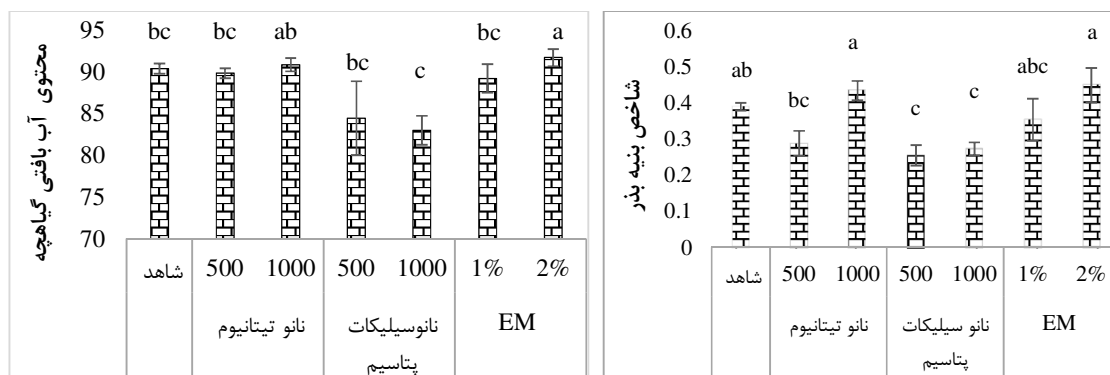 محتوی آب بافتی گیاهچه
95
90
85
80
75
70
bc bc ab bc c bc a
شاهد 500 1000 500 1000 1% 2%
نانو تیتانیوم نانوسیلیکات پتاسیم EM
شاخص بنیه بذر
0.6
0.5
0.4
0.3
0.2
0.1
0
ab bc a c c abc a
شاهد 500 1000 500 1000 1% 2%
نانو تیتانیوم نانو سیلیکات پتاسیم EM